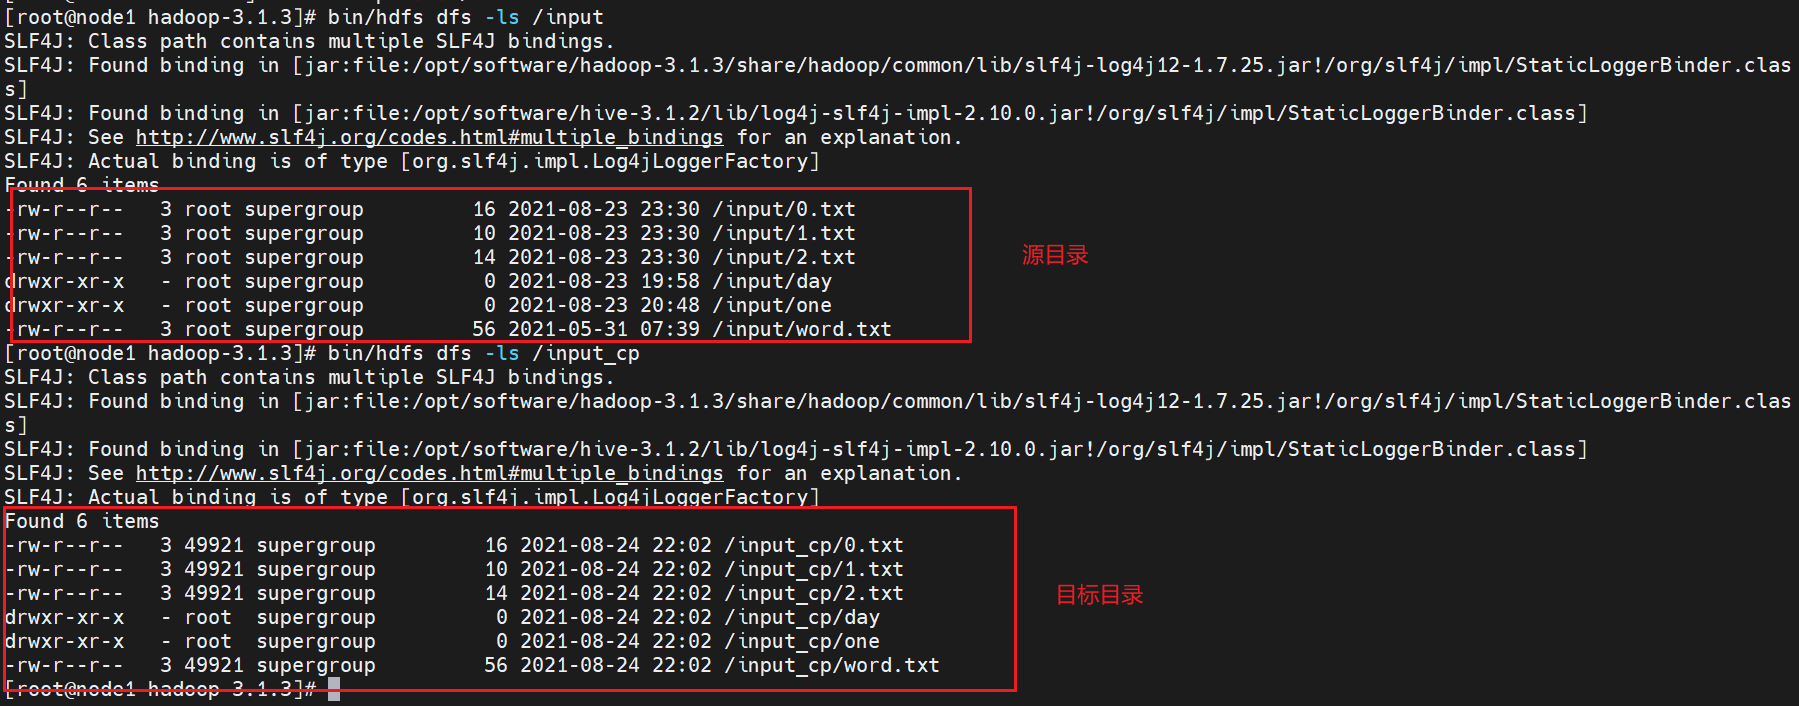 [root@node1 hadoop-3.1.3]# bin/hdfs dfs -ls /input
SLF4J: Class path contains multiple SLF4J bindings.
SLF4J: Found binding in [jar:file:/opt/software/hadoop-3.1.3/share/hadoop/common/lib/slf4j-log4j12-1.7.25.jar!/org/slf4j/impl/StaticLoggerBinder.clas
s]
SLF4J: Found binding in [jar:file:/opt/software/hive-3.1.2/lib/log4j-slf4j-impl-2.10.0.jar!/org/slf4j/impl/StaticLoggerBinder.class]
SLF4J: See http://www.slf4j.org/codes.html#multiple_bindings for an explanation.
SLF4J: Actual binding is of type [org.slf4j.impl.Log4jLoggerFactory]
Found 6 items
-rw-r--r--   3 root supergroup         16 2021-08-23 23:30 /input/0.txt
-rw-r--r--   3 root supergroup         10 2021-08-23 23:30 /input/1.txt
-rw-r--r--   3 root supergroup         14 2021-08-23 23:30 /input/2.txt
源目录
drwxr-xr-x   - root supergroup          0 2021-08-23 19:58 /input/day
drwxr-xr-x   - root supergroup          0 2021-08-23 20:48 /input/one
-rw-r--r--   3 root supergroup         56 2021-05-31 07:39 /input/word.txt
[root@node1 hadoop-3.1.3]# bin/hdfs dfs -ls /input_cp
SLF4J: Class path contains multiple SLF4J bindings.
SLF4J: Found binding in [jar:file:/opt/software/hadoop-3.1.3/share/hadoop/common/lib/slf4j-log4j12-1.7.25.jar!/org/slf4j/impl/StaticLoggerBinder.clas
s]
SLF4J: Found binding in [jar:file:/opt/software/hive-3.1.2/lib/log4j-slf4j-impl-2.10.0.jar!/org/slf4j/impl/StaticLoggerBinder.class]
SLF4J: See http://www.slf4j.org/codes.html#multiple_bindings for an explanation.
SLF4J: Actual binding is of type [org.slf4j.impl.Log4jLoggerFactory]
Found 6 items
-rw-r--r--   3 49921 supergroup         16 2021-08-24 22:02 /input_cp/0.txt
-rw-r--r--   3 49921 supergroup         10 2021-08-24 22:02 /input_cp/1.txt
-rw-r--r--   3 49921 supergroup         14 2021-08-24 22:02 /input_cp/2.txt
目标目录
drwxr-xr-x   - root  supergroup          0 2021-08-24 22:02 /input_cp/day
drwxr-xr-x   - root  supergroup          0 2021-08-24 22:02 /input_cp/one
-rw-r--r--   3 49921 supergroup         56 2021-08-24 22:02 /input_cp/word.txt
[root@node1 hadoop-3.1.3]#